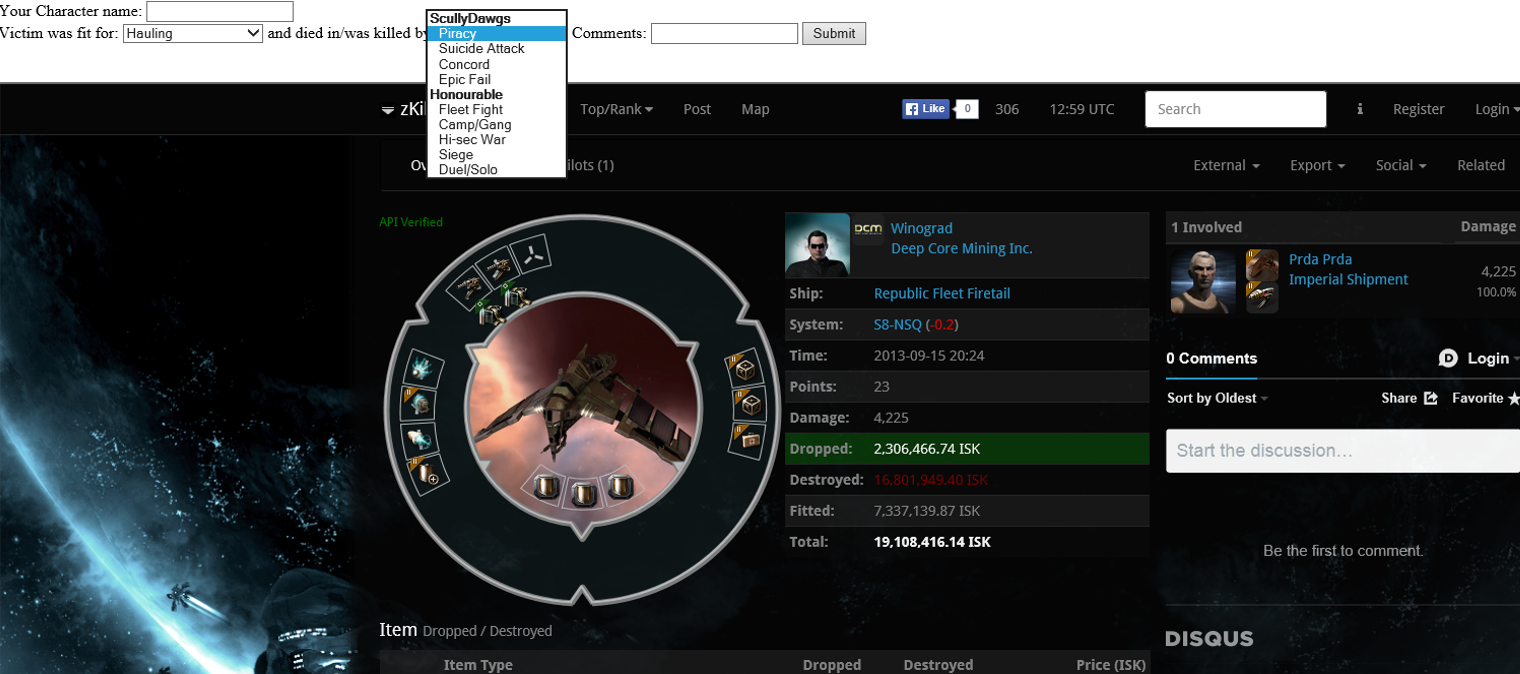 Your Character name:
Victim was fit for: Hauling and died in/was killed by Comments: Submit
ScullyDawgs
Piracy
Suicide Attack
Concord
Epic Fail
Honourable
Fleet Fight
Camp/Gang
Hi-sec War
Siege
Duel/Solo
zKi Top/Rank Post Map Like 0 306 12:59 UTC Search i Register Login
Ov ilots (1) External Export Social Related
API Verified
DCM
Winograd
Deep Core Mining Inc.
Ship: Republic Fleet Firetail
System: S8-NSQ (-0.2)
Time: 2013-09-15 20:24
Points: 23
Damage: 4,225
Dropped: 2,306,466.74 ISK
Destroyed: 16,801,949.40 ISK
Fitted: 7,337,139.87 ISK
Total: 19,108,416.14 ISK
1 Involved Damage
Prda Prda
Imperial Shipment
4,225
100.0%
0 Comments Login
Sort by Oldest Share Favorite
Start the discussion…
Be the first to comment.
DISQUS
Item Dropped / Destroyed
Item Type Dropped Destroyed Price (ISK)